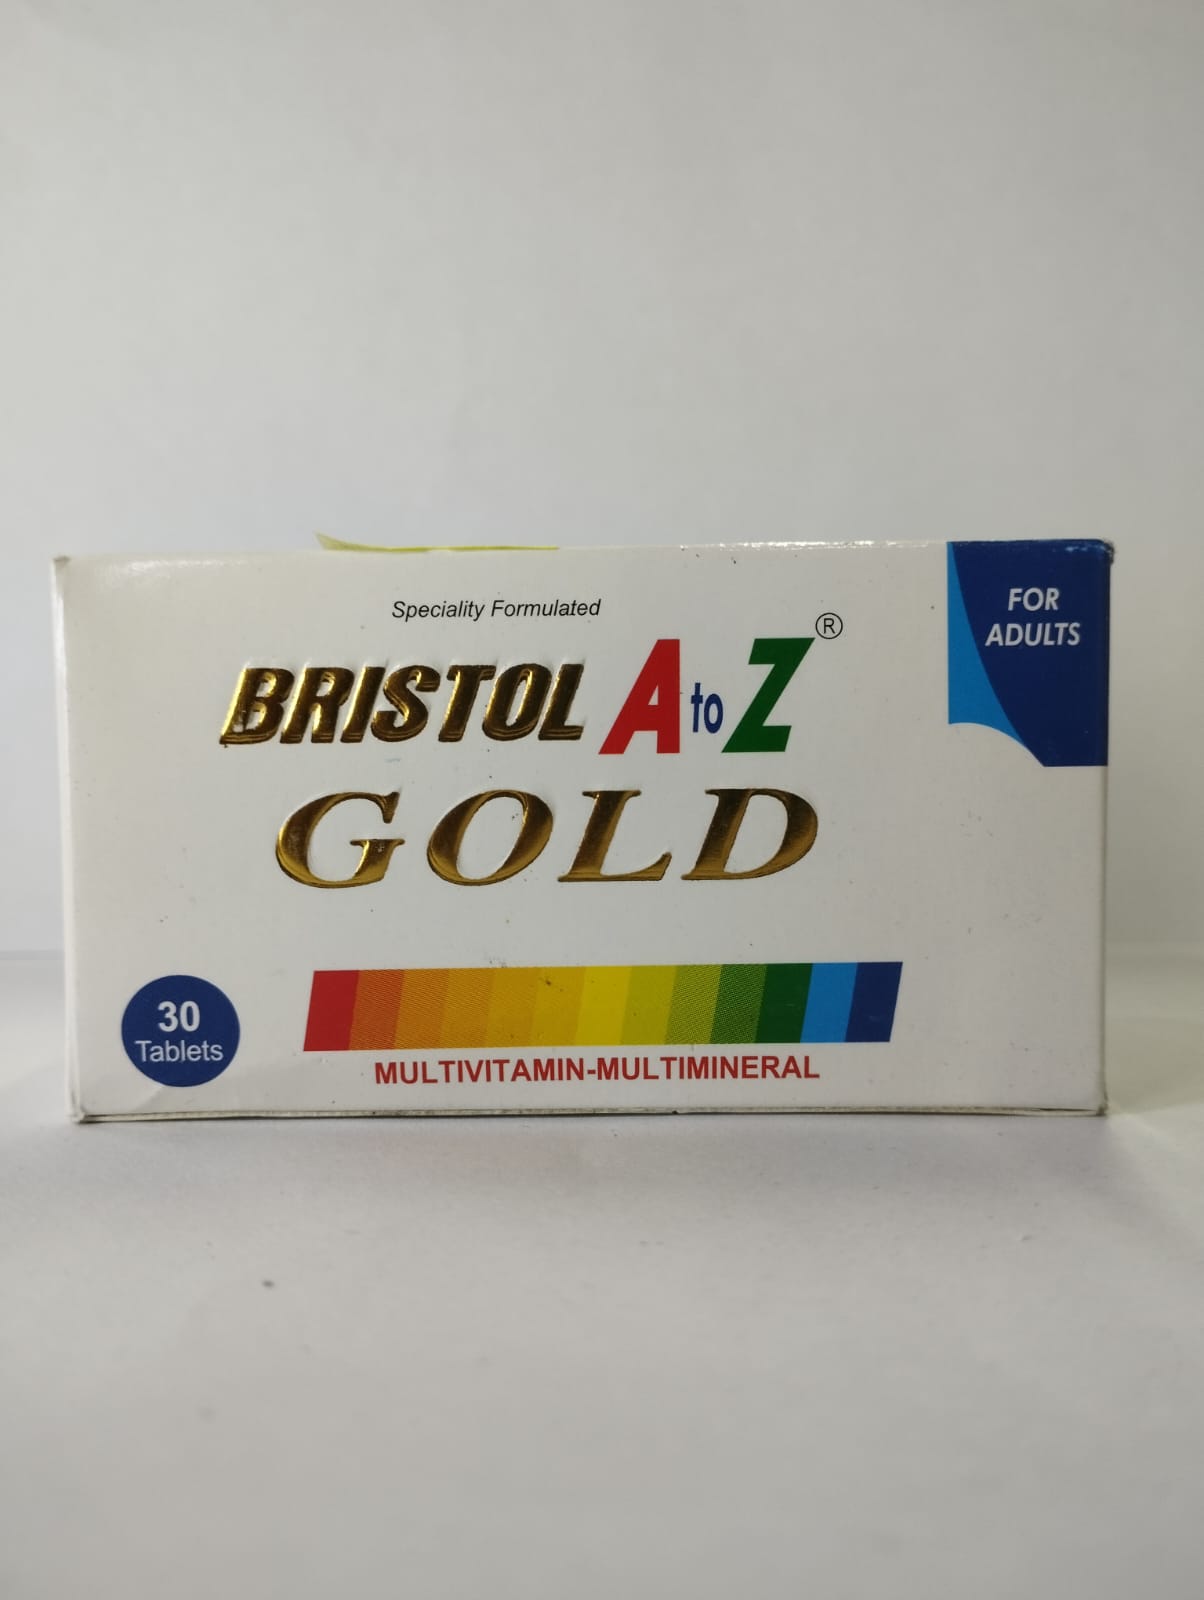 FOR
ADULTS
Speciality Formulated
BRISTOL A to Z ®
GOLD
30
Tablets
MULTIVITAMIN-MULTIMINERAL